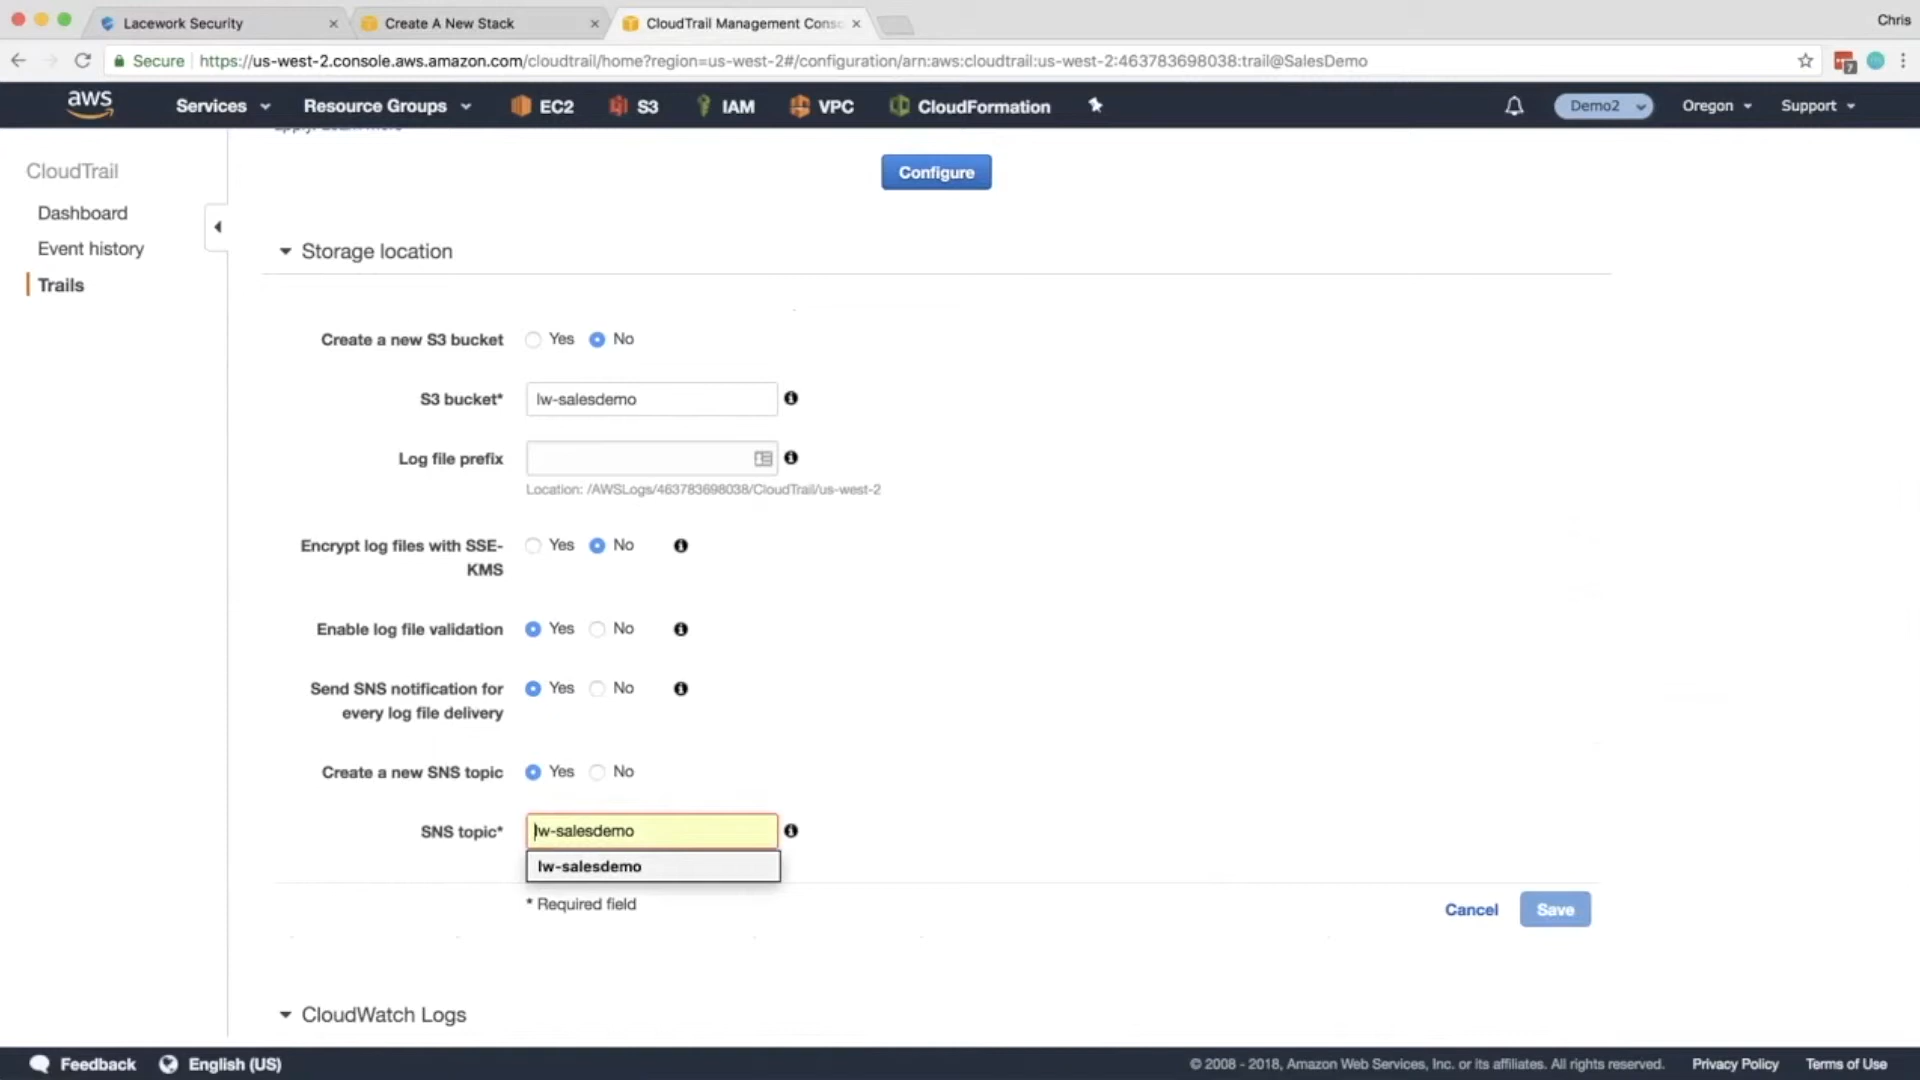 Lacework Security
Create A New Stack
CloudTrail Management Conso
Chris
Secure
https://us-west-2.console.aws.amazon.com/cloudtrail/home?region=us-west-2#/configuration/arn:aws:cloudtrail:us-west-2:463783698038:trail@SalesDemo
7
aws
Services
Resource Groups
EC2
S3
IAM
VPC
CloudFormation
Demo2
Oregon
Support
apply. Learn more
CloudTrail
Dashboard
Event history
Trails
Configure
Storage location
Create a new S3 bucket
Yes
No
S3 bucket*
lw-salesdemo
Log file prefix
Location: /AWSLogs/463783698038/CloudTrail/us-west-2
Encrypt log files with SSE-
KMS
Yes
No
Enable log file validation
Yes
No
Send SNS notification for
every log file delivery
Yes
No
Create a new SNS topic
Yes
No
SNS topic*
lw-salesdemo
lw-salesdemo
* Required field
Cancel
Save
CloudWatch Logs
Feedback
English (US)
© 2008 - 2018, Amazon Web Services, Inc. or its affiliates. All rights reserved.
Privacy Policy
Terms of Use